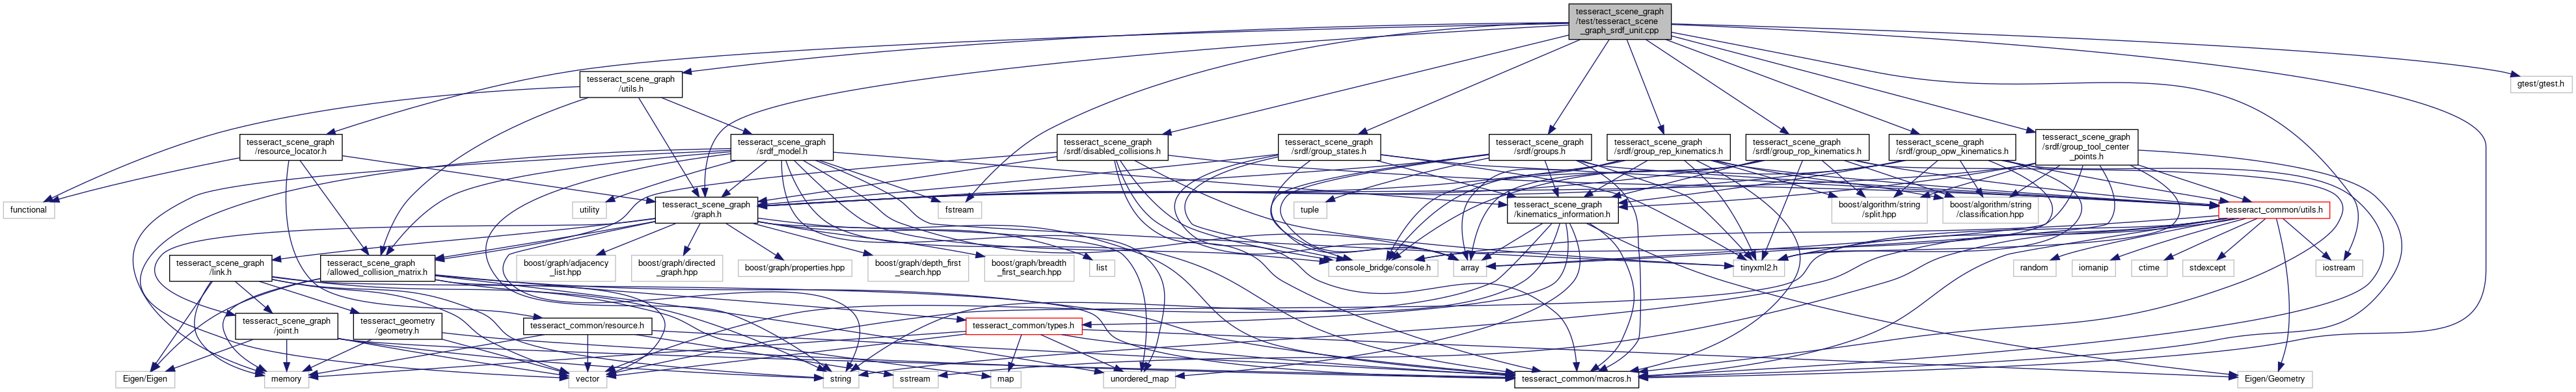 tesseract_scene_graph
/test/tesseract_scene
_graph_srdf_unit.cpp
tesseract_scene_graph
/utils.h
gtest/gtest.h
tesseract_scene_graph
/resource_locator.h
tesseract_scene_graph
/srdf_model.h
tesseract_scene_graph
/srdf/disabled_collisions.h
tesseract_scene_graph
/srdf/group_states.h
tesseract_scene_graph
/srdf/groups.h
tesseract_scene_graph
/srdf/group_rep_kinematics.h
tesseract_scene_graph
/srdf/group_rop_kinematics.h
tesseract_scene_graph
/srdf/group_opw_kinematics.h
tesseract_scene_graph
/srdf/group_tool_center
_points.h
functional
utility
tesseract_scene_graph
/graph.h
fstream
tuple
tesseract_scene_graph
/kinematics_information.h
boost/algorithm/string
/split.hpp
boost/algorithm/string
/classification.hpp
tesseract_common/utils.h
tesseract_scene_graph
/link.h
tesseract_scene_graph
/allowed_collision_matrix.h
boost/graph/adjacency
_list.hpp
boost/graph/directed
_graph.hpp
boost/graph/properties.hpp
boost/graph/depth_first
_search.hpp
boost/graph/breadth
_first_search.hpp
list
console_bridge/console.h
array
tinyxml2.h
random
iomanip
ctime
stdexcept
iostream
tesseract_scene_graph
/joint.h
tesseract_geometry
/geometry.h
tesseract_common/resource.h
tesseract_common/types.h
Eigen/Eigen
memory
vector
string
sstream
map
unordered_map
tesseract_common/macros.h
Eigen/Geometry